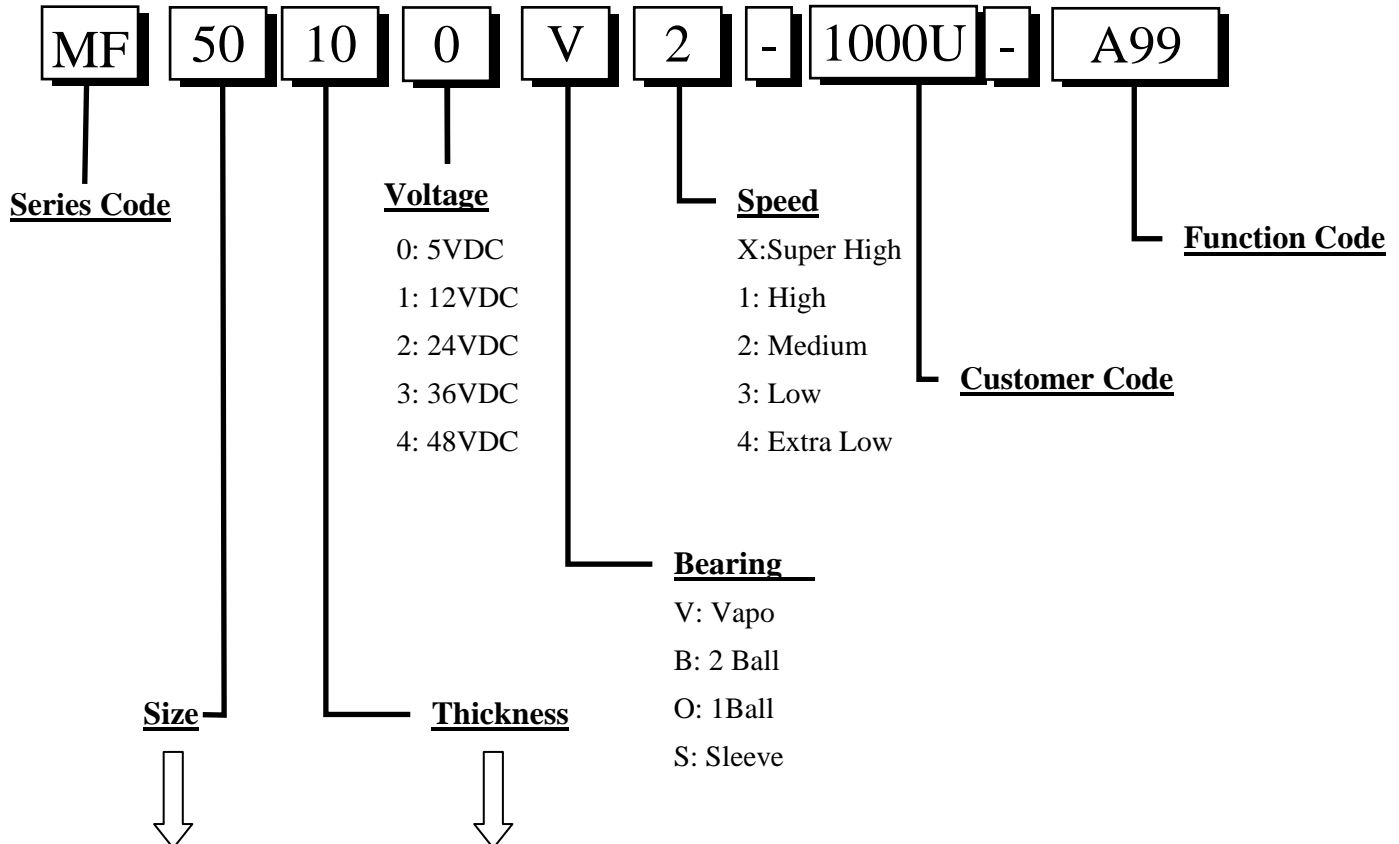 MF 50 10 0 V 2 - 1000U - A99
Series Code
Voltage
0: 5VDC
1: 12VDC
2: 24VDC
3: 36VDC
4: 48VDC
Speed
X:Super High
1: High
2: Medium
3: Low
4: Extra Low
Function Code
Customer Code
Bearing
V: Vapo
B: 2 Ball
O: 1Ball
S: Sleeve
Size
Thickness